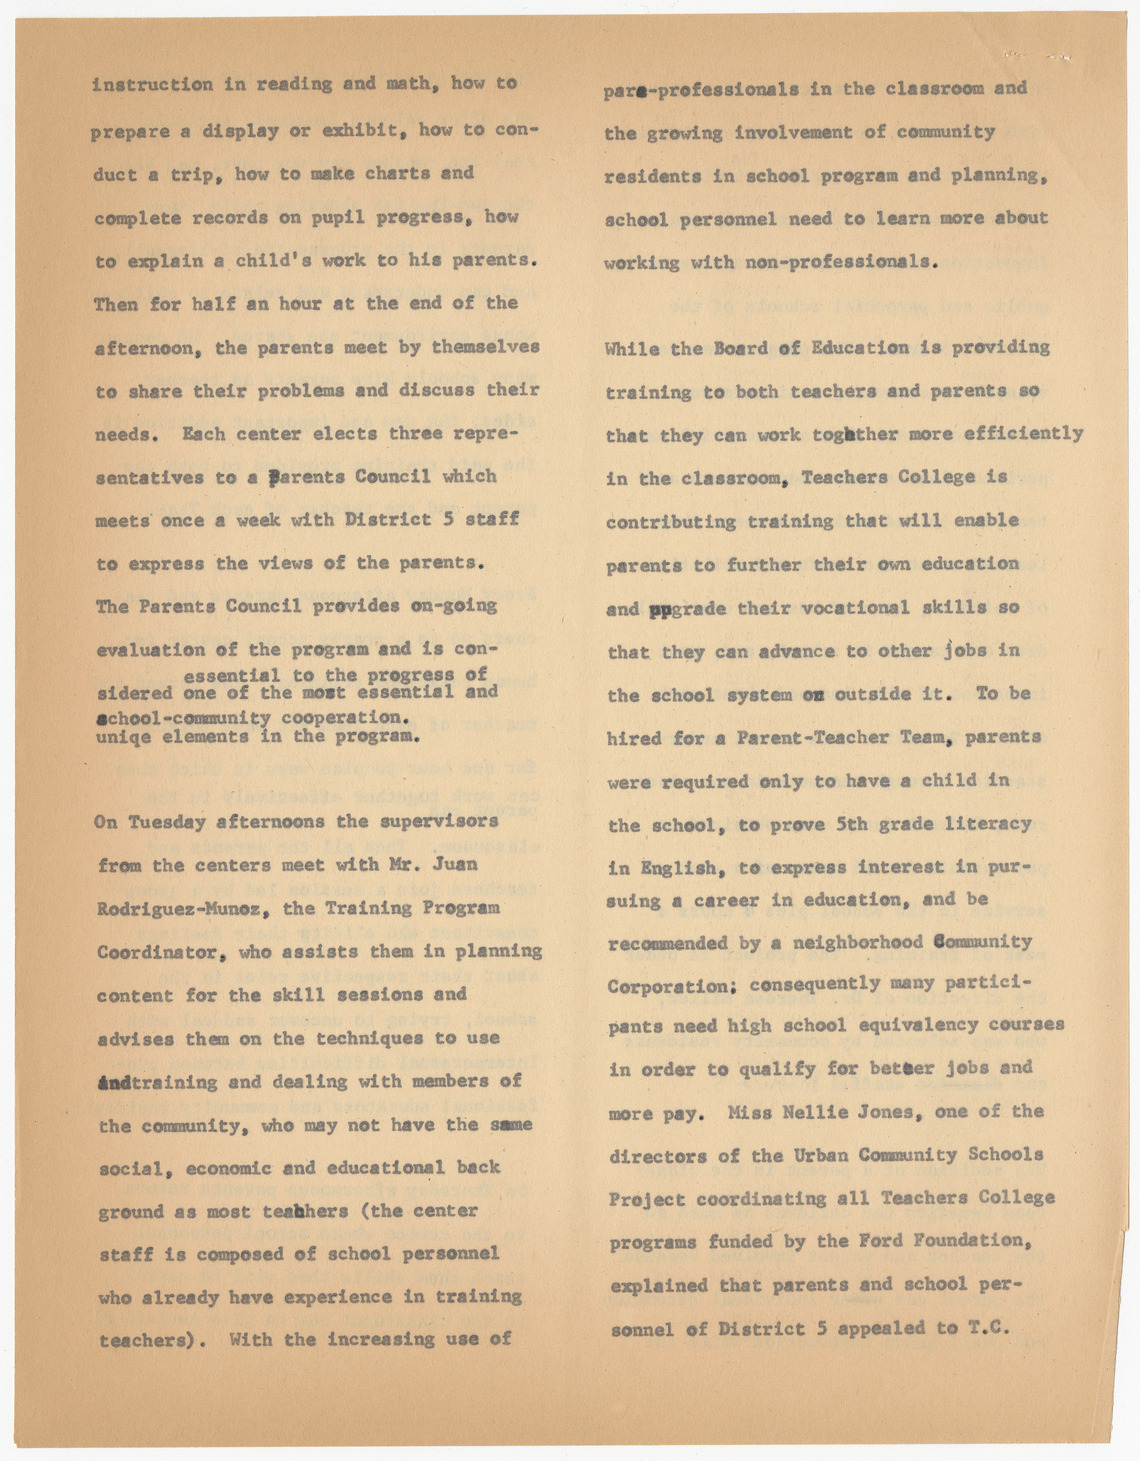 instruction in reading and math, how to
prepare a display or exhibit, how to con-
duct a trip, how to make charts and
complete records on pupil progress, how
to explain a child's work to his parents.
Then for half an hour at the end of the
afternoon, the parents meet by themselves
to share their problems and discuss their
needs.  Each center elects three repre-
sentatives to a Parents Council which
meets once a week with District 5 staff
to express the views of the parents.
The Parents Council provides on-going
evaluation of the program and is con-
essential to the progress of
sidered one of the most essential and
school-community cooperation.
uniqe elements in the program.
On Tuesday afternoons the supervisors
from the centers meet with Mr. Juan
Rodriguez-Munoz, the Training Program
Coordinator, who assists them in planning
content for the skill sessions and
advises them on the techniques to use
indtraining and dealing with members of
the community, who may not have the same
social, economic and educational back
ground as most teahhers (the center
staff is composed of school personnel
who already have experience in training
teachers).  With the increasing use of
para-professionals in the classroom and
the growing involvement of community
residents in school program and planning,
school personnel need to learn more about
working with non-professionals.
While the Board of Education is providing
training to both teachers and parents so
that they can work toghther more efficiently
in the classroom, Teachers College is
contributing training that will enable
parents to further their own education
and upgrade their vocational skills so
that they can advance to other jobs in
the school system or outside it.  To be
hired for a Parent-Teacher Team, parents
were required only to have a child in
the school, to prove 5th grade literacy
in English, to express interest in pur-
suing a career in education, and be
recommended by a neighborhood Community
Corporation; consequently many partici-
pants need high school equivalency courses
in order to qualify for better jobs and
more pay.  Miss Nellie Jones, one of the
directors of the Urban Community Schools
Project coordinating all Teachers College
programs funded by the Ford Foundation,
explained that parents and school per-
sonnel of District 5 appealed to T.C.